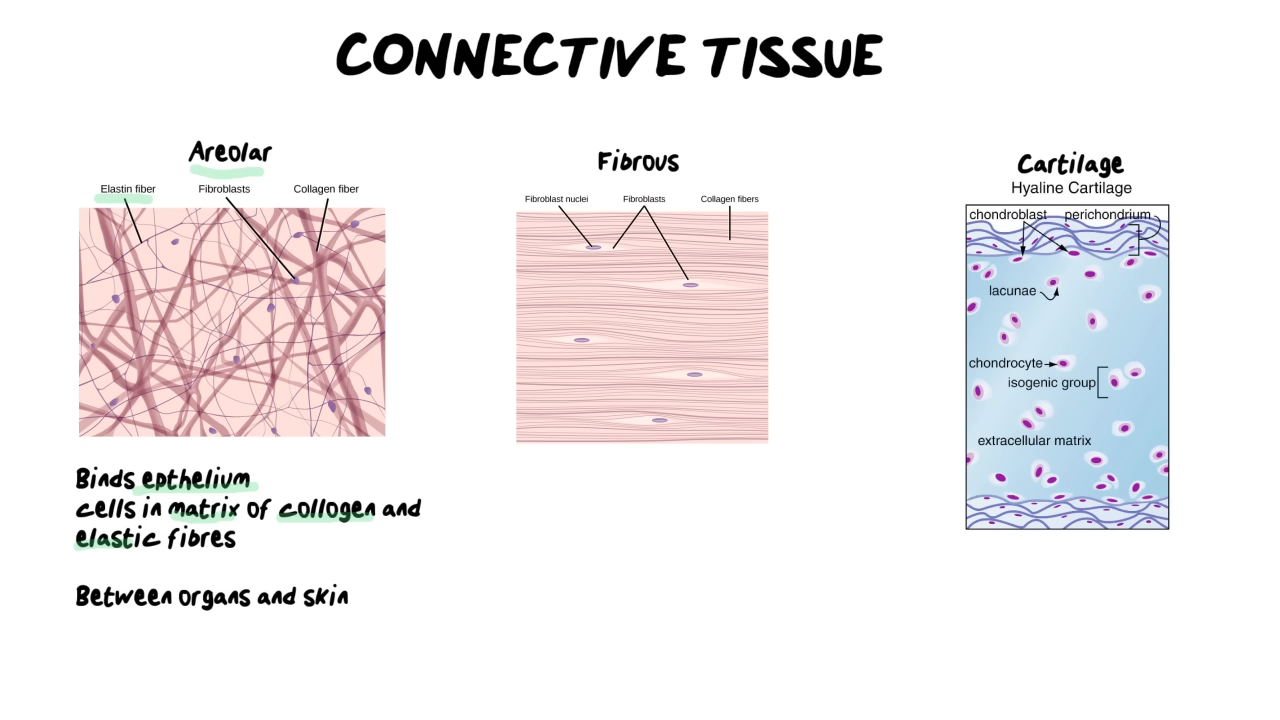 CONNECTIVE TISSUE
Areolar
Elastin fiber
Fibroblasts
Collagen fiber
Binds epthelium
cells in matrix of collogen and
elastic fibres
Between organs and skin
Fibrous
Fibroblast nuclei
Fibroblasts
Collagen fibers
Cartilage
Hyaline Cartilage
chondroblast
perichondrium
lacunae
chondrocyte
isogenic group
extracellular matrix